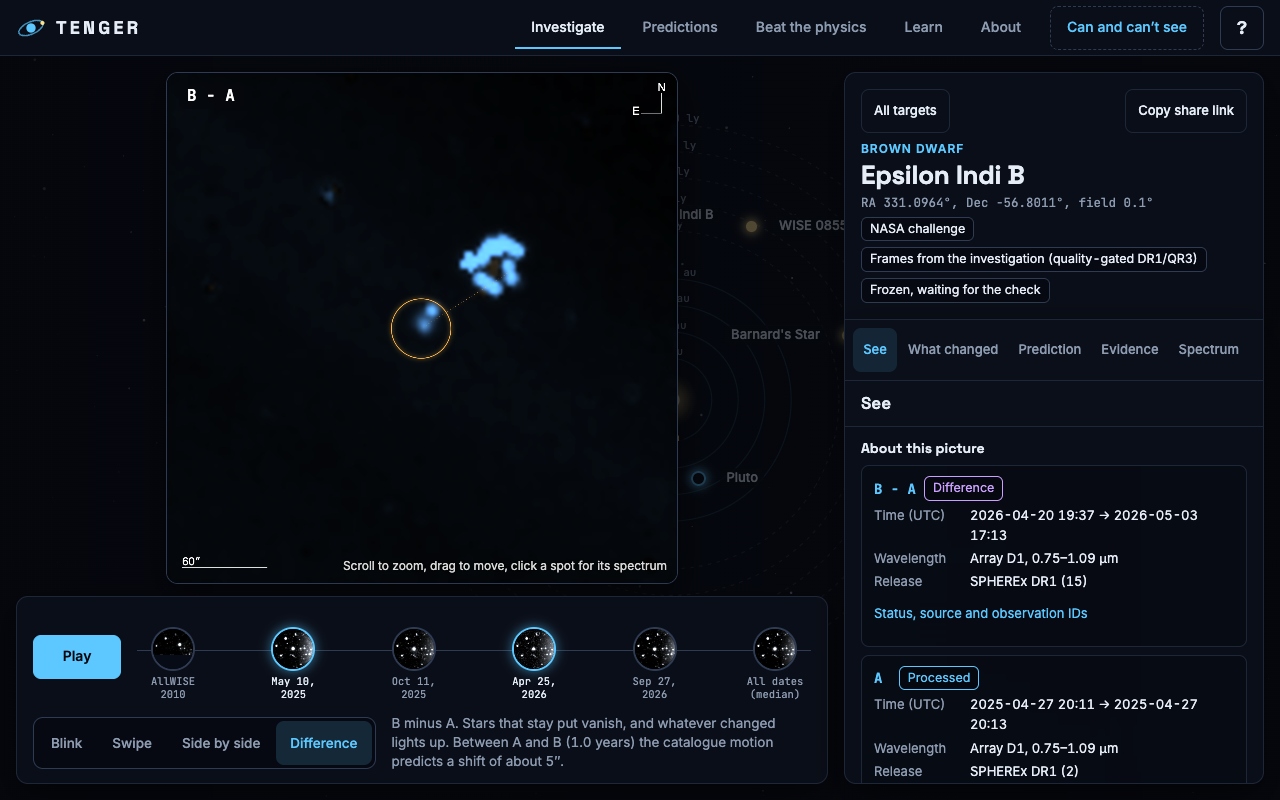 TENGER
Investigate
Predictions
Beat the physics
Learn
About
Can and can't see
?
B - A
N
E
ly
ly
ly
Indi B
WISE 0855
au
au
Barnard's Star
Pluto
60″
Scroll to zoom, drag to move, click a spot for its spectrum
Play
AllWISE
2010
May 10,
2025
Oct 11,
2025
Apr 25,
2026
Sep 27,
2026
All dates
(median)
Blink
Swipe
Side by side
Difference
B minus A. Stars that stay put vanish, and whatever changed
lights up. Between A and B (1.0 years) the catalogue motion
predicts a shift of about 5″.
All targets
Copy share link
BROWN DWARF
Epsilon Indi B
RA 331.0964°, Dec -56.8011°, field 0.1°
NASA challenge
Frames from the investigation (quality-gated DR1/QR3)
Frozen, waiting for the check
See
What changed
Prediction
Evidence
Spectrum
See
About this picture
B - A Difference
Time (UTC) 2026-04-20 19:37 → 2026-05-03
17:13
Wavelength Array D1, 0.75–1.09 µm
Release SPHEREx DR1 (15)
Status, source and observation IDs
A Processed
Time (UTC) 2025-04-27 20:11 → 2025-04-27
20:13
Wavelength Array D1, 0.75–1.09 µm
Release SPHEREx DR1 (2)